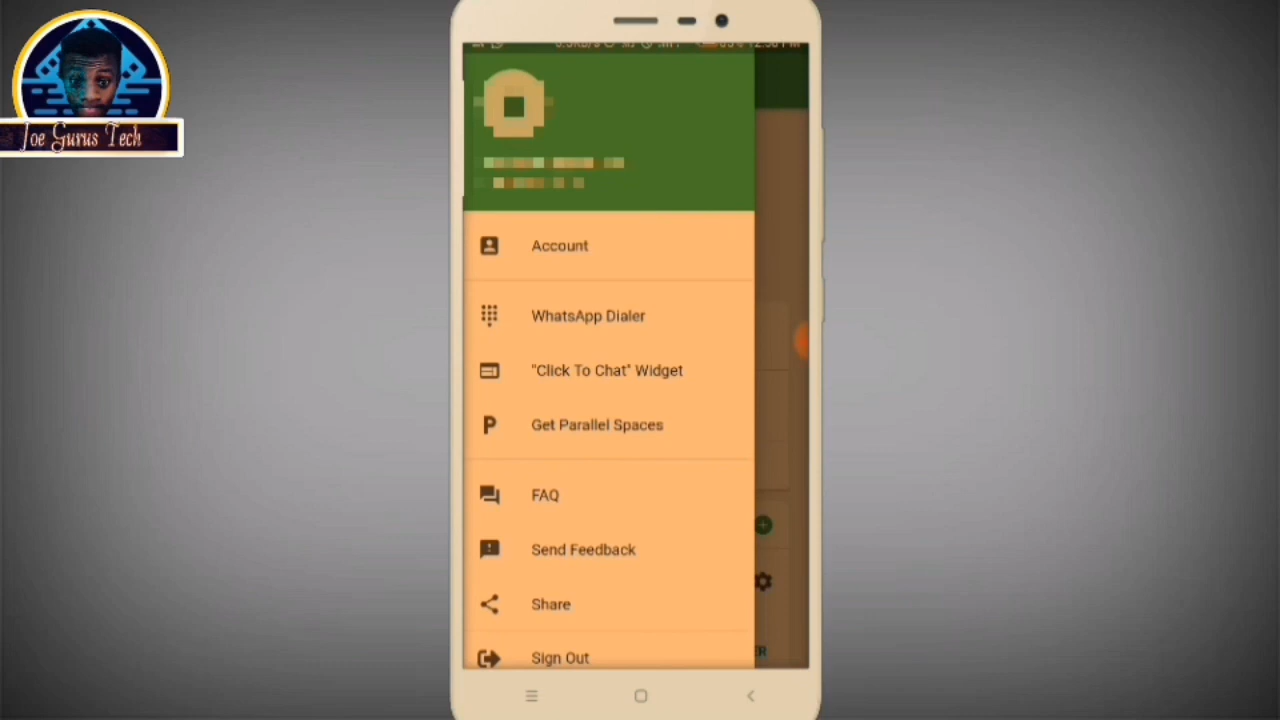 Joe Gurus Tech
Account
WhatsApp Dialer
"Click To Chat" Widget
Get Parallel Spaces
FAQ
Send Feedback
Share
Sign Out